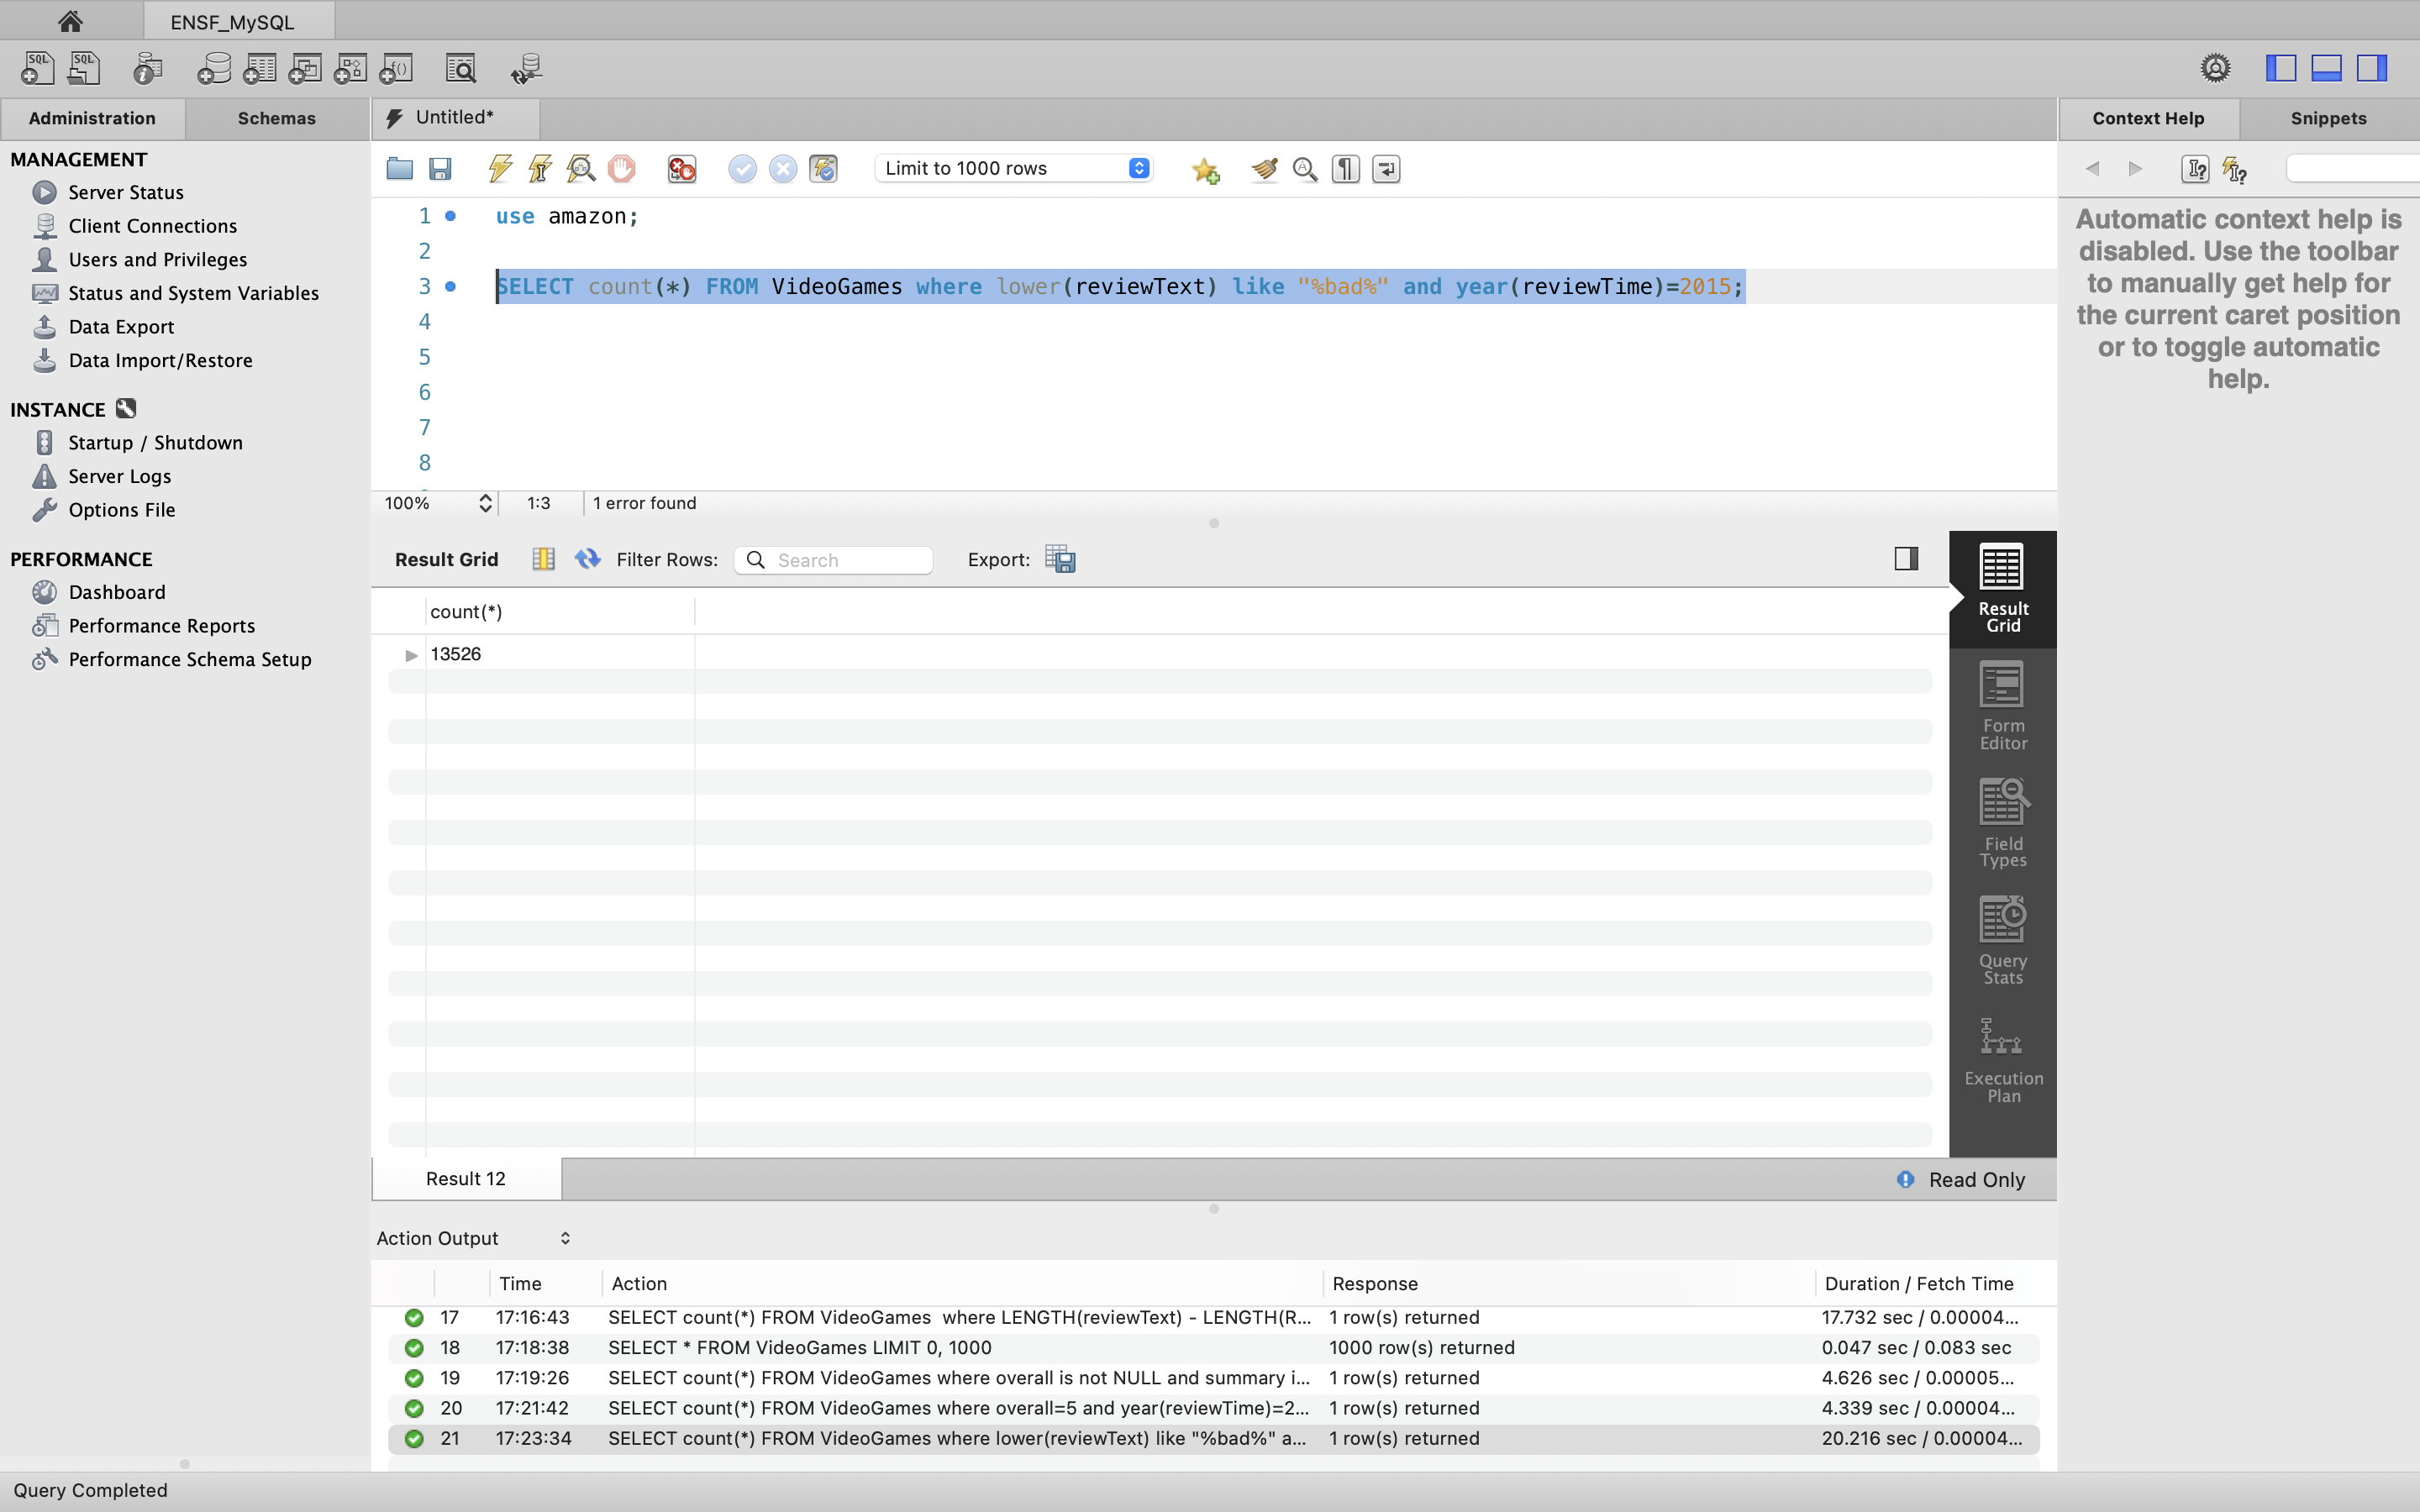 ENSF_MySQL
Administration
Schemas
Untitled*
Context Help
Snippets
Limit to 1000 rows
MANAGEMENT
Server Status
Client Connections
Users and Privileges
Status and System Variables
Data Export
Data Import/Restore
INSTANCE
Startup / Shutdown
Server Logs
Options File
PERFORMANCE
Dashboard
Performance Reports
Performance Schema Setup
1 use amazon;
2
3 SELECT count(*) FROM VideoGames where lower(reviewText) like "%bad%" and year(reviewTime)=2015;
4
5
6
7
8
100%
1:3
1 error found
Automatic context help is
disabled. Use the toolbar
to manually get help for
the current caret position
or to toggle automatic
help.
Result Grid
Filter Rows:
Search
Export:
count(*)
13526
Result
Grid
Form
Editor
Field
Types
Query
Stats
Execution
Plan
Result 12
Read Only
Action Output
Time Action Response Duration / Fetch Time
17 17:16:43 SELECT count(*) FROM VideoGames  where LENGTH(reviewText) - LENGTH(R... 1 row(s) returned 17.732 sec / 0.00004...
18 17:18:38 SELECT * FROM VideoGames LIMIT 0, 1000 1000 row(s) returned 0.047 sec / 0.083 sec
19 17:19:26 SELECT count(*) FROM VideoGames where overall is not NULL and summary i... 1 row(s) returned 4.626 sec / 0.00005...
20 17:21:42 SELECT count(*) FROM VideoGames where overall=5 and year(reviewTime)=2... 1 row(s) returned 4.339 sec / 0.00004...
21 17:23:34 SELECT count(*) FROM VideoGames where lower(reviewText) like "%bad%" a... 1 row(s) returned 20.216 sec / 0.00004...
Query Completed